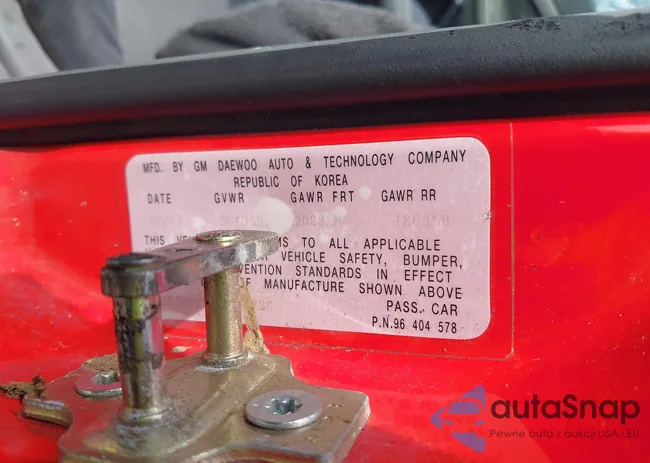 MFD. BY GM DAEWOO AUTO & TECHNOLOGY COMPANY
REPUBLIC OF KOREA
DATE GVWR GAWR FRT GAWR RR
THIS IS TO ALL APPLICABLE
VEHICLE SAFETY, BUMPER,
STANDARDS IN EFFECT
MANUFACTURE SHOWN ABOVE
PASS. CAR
P.N.96 404 578
autaSnap
Pewne auta z aukcji USA - EU